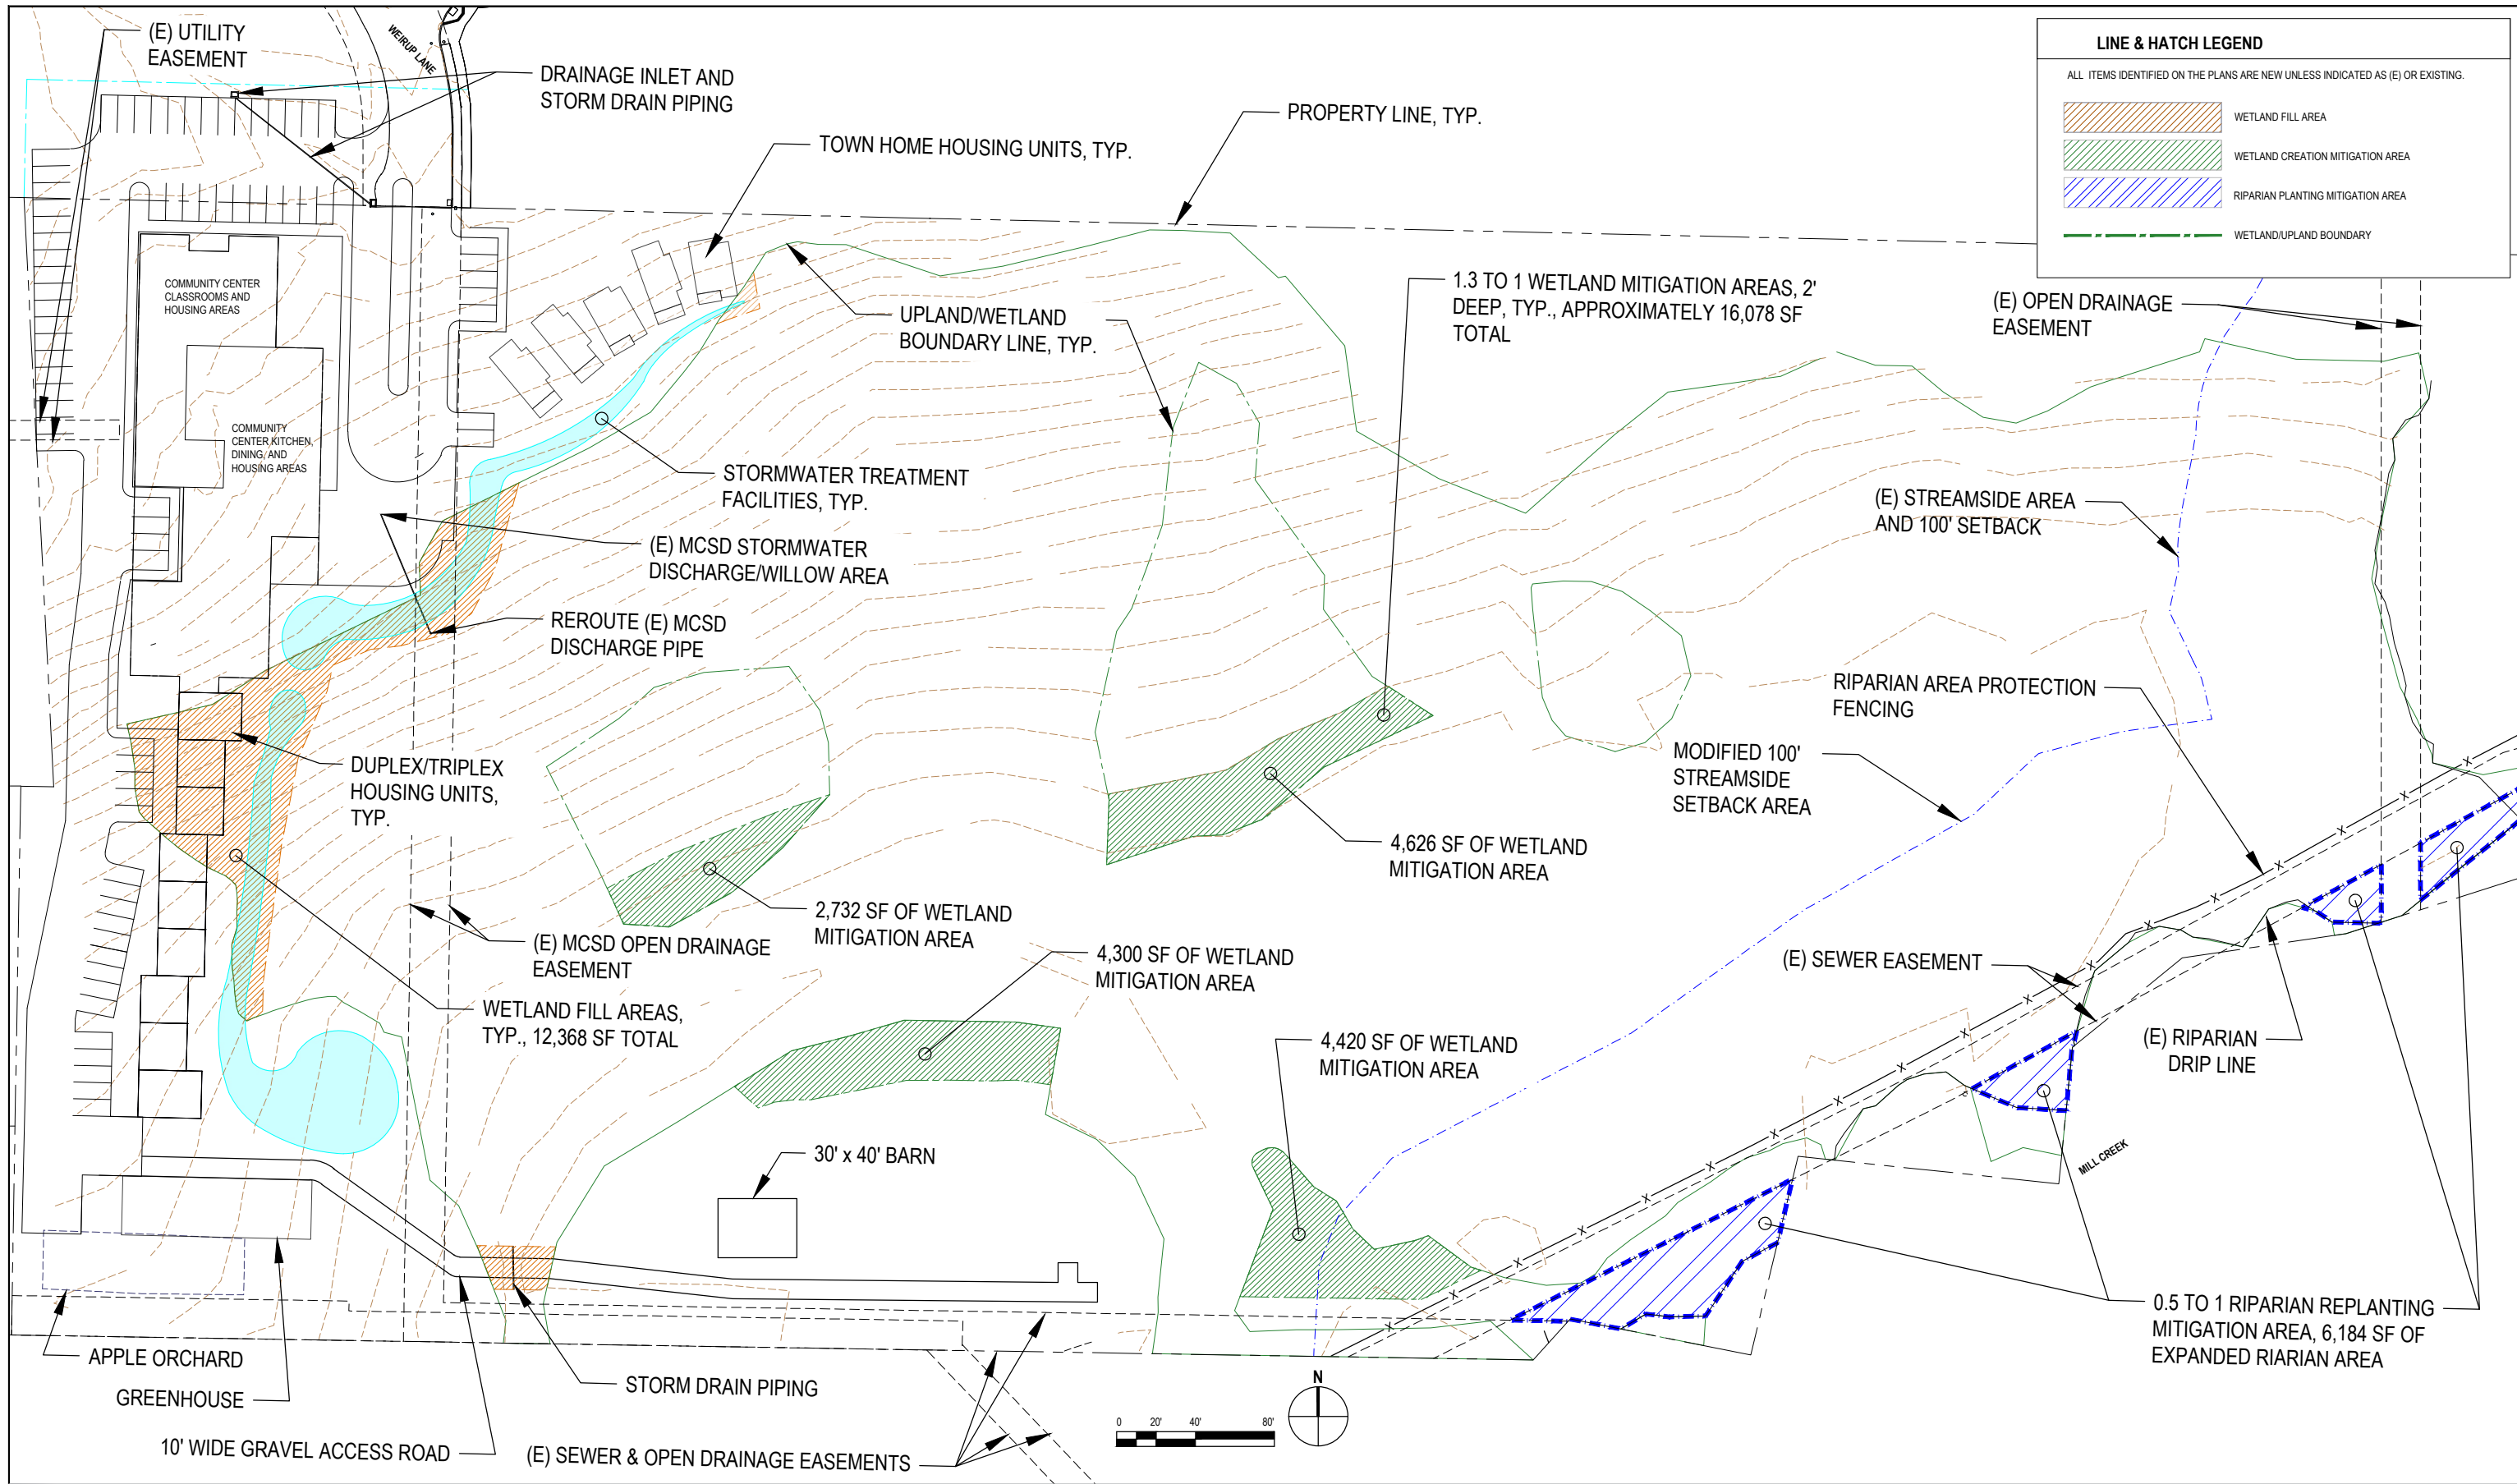 (E) UTILITY
EASEMENT
WEIRUP LANE
DRAINAGE INLET AND
STORM DRAIN PIPING
TOWN HOME HOUSING UNITS, TYP.
PROPERTY LINE, TYP.
LINE & HATCH LEGEND
ALL ITEMS IDENTIFIED ON THE PLANS ARE NEW UNLESS INDICATED AS (E) OR EXISTING.
WETLAND FILL AREA
WETLAND CREATION MITIGATION AREA
RIPARIAN PLANTING MITIGATION AREA
WETLAND/UPLAND BOUNDARY
COMMUNITY CENTER
CLASSROOMS AND
HOUSING AREAS
UPLAND/WETLAND
BOUNDARY LINE, TYP.
1.3 TO 1 WETLAND MITIGATION AREAS, 2'
DEEP, TYP., APPROXIMATELY 16,078 SF
TOTAL
(E) OPEN DRAINAGE
EASEMENT
COMMUNITY
CENTER KITCHEN,
DINING, AND
HOUSING AREAS
STORMWATER TREATMENT
FACILITIES, TYP.
(E) STREAMSIDE AREA
AND 100' SETBACK
(E) MCSD STORMWATER
DISCHARGE/WILLOW AREA
REROUTE (E) MCSD
DISCHARGE PIPE
RIPARIAN AREA PROTECTION
FENCING
DUPLEX/TRIPLEX
HOUSING UNITS,
TYP.
MODIFIED 100'
STREAMSIDE
SETBACK AREA
4,626 SF OF WETLAND
MITIGATION AREA
2,732 SF OF WETLAND
MITIGATION AREA
(E) MCSD OPEN DRAINAGE
EASEMENT
4,300 SF OF WETLAND
MITIGATION AREA
(E) SEWER EASEMENT
WETLAND FILL AREAS,
TYP., 12,368 SF TOTAL
4,420 SF OF WETLAND
MITIGATION AREA
(E) RIPARIAN
DRIP LINE
30' x 40' BARN
MILL CREEK
0.5 TO 1 RIPARIAN REPLANTING
MITIGATION AREA, 6,184 SF OF
EXPANDED RIARIAN AREA
APPLE ORCHARD
GREENHOUSE
STORM DRAIN PIPING
10' WIDE GRAVEL ACCESS ROAD
(E) SEWER & OPEN DRAINAGE EASEMENTS
N
0 20' 40' 80'